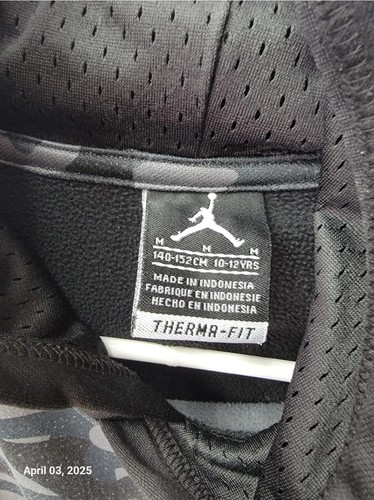 M M M
140-152CM 10-12YRS
MADE IN INDONESIA
FABRIQUE EN INDONESIE
HECHO EN INDONESIA
THERMA-FIT
April 03, 2025